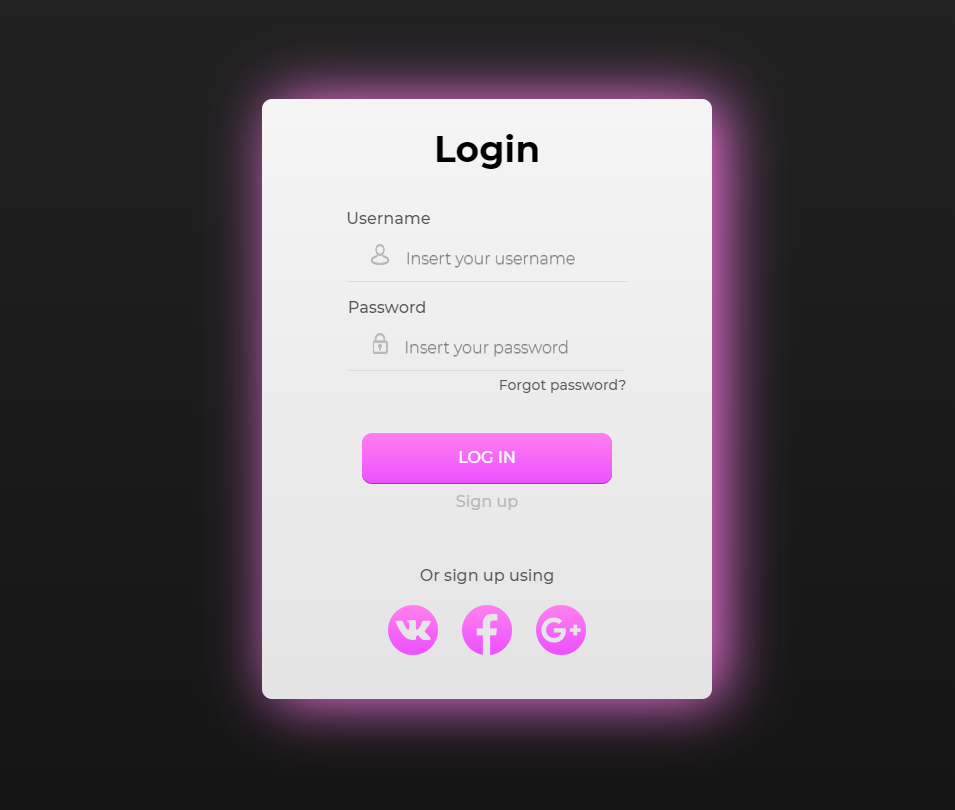 Login
Username
Insert your username
Password
Insert your password
Forgot password?
LOG IN
Sign up
Or sign up using
G+